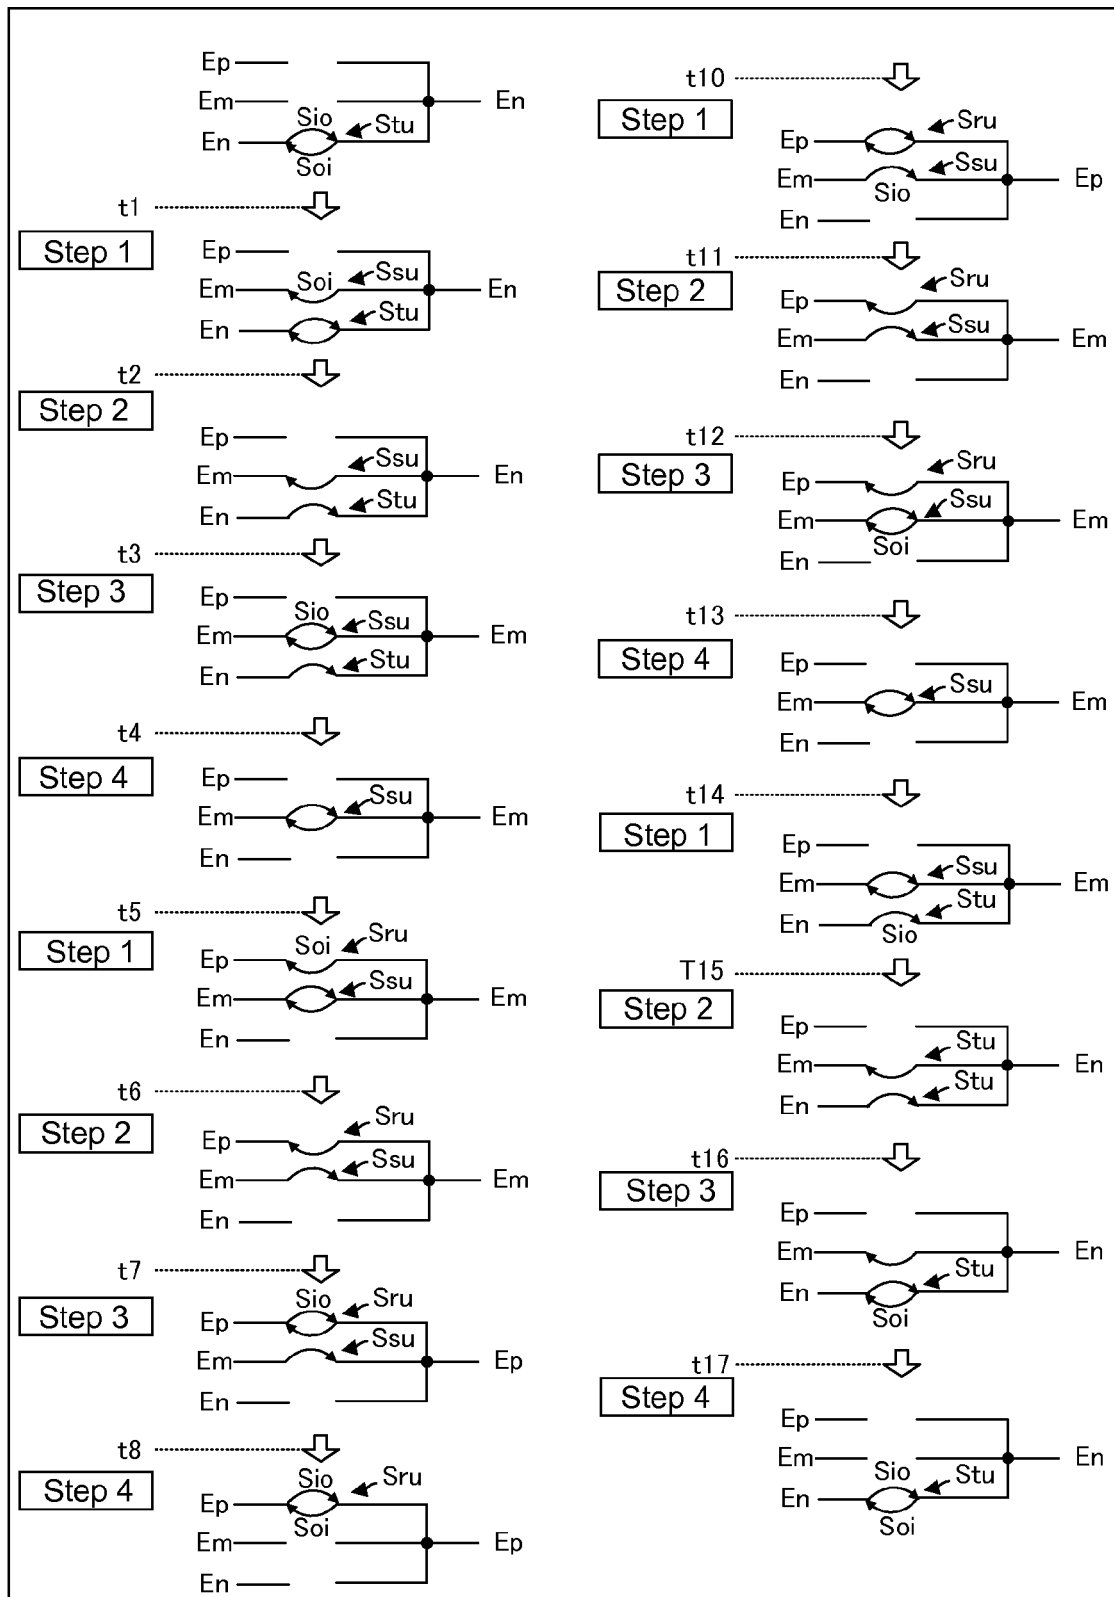 Ep
Em En
Sio Stu
En
Soi
t1
Step 1
Ep
Soi Ssu
Em En
Stu
En
t2
Step 2
Ep
Ssu
Em En
Stu
En
t3
Step 3
Ep
Sio Ssu
Em Em
Stu
En
t4
Step 4
Ep
Ssu
Em Em
En
t5
Step 1
Soi Sru
Ep
Ssu
Em Em
En
t6
Step 2
Sru
Ep
Ssu
Em Em
En
t7
Step 3
Sio Sru
Ep
Ssu
Em Ep
En
t8
Step 4
Sio Sru
Ep
Soi
Em Ep
En
t10
Step 1
Sru
Ep
Ssu
Em Ep
Sio
En
t11
Step 2
Sru
Ep
Ssu
Em Em
En
t12
Step 3
Sru
Ep
Ssu
Em Em
Soi
En
t13
Step 4
Ep
Ssu
Em Em
En
t14
Step 1
Ep
Ssu
Em Em
Stu
En
Sio
T15
Step 2
Ep
Stu
Em En
Stu
En
t16
Step 3
Ep
Em En
Stu
En
Soi
t17
Step 4
Ep
Em En
Sio Stu
En
Soi